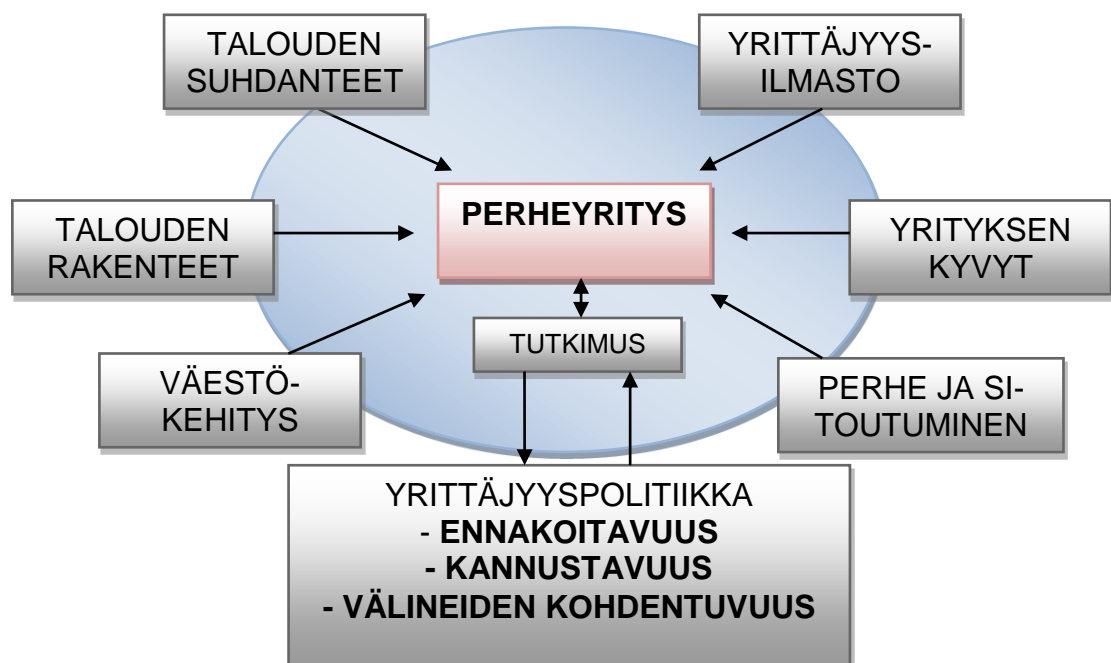 TALOUDEN
SUHDANTEET
YRITTÄJYYS-
ILMASTO
PERHEYRITYS
TALOUDEN
RAKENTEET
YRITYKSEN
KYVYT
TUTKIMUS
VÄESTÖ-
KEHITYS
PERHE JA SI-
TOUTUMINEN
YRITTÄJYYSPOLITIIKKA
- ENNAKOITAVUUS
- KANNUSTAVUUS
- VÄLINEIDEN KOHDENTUVUUS